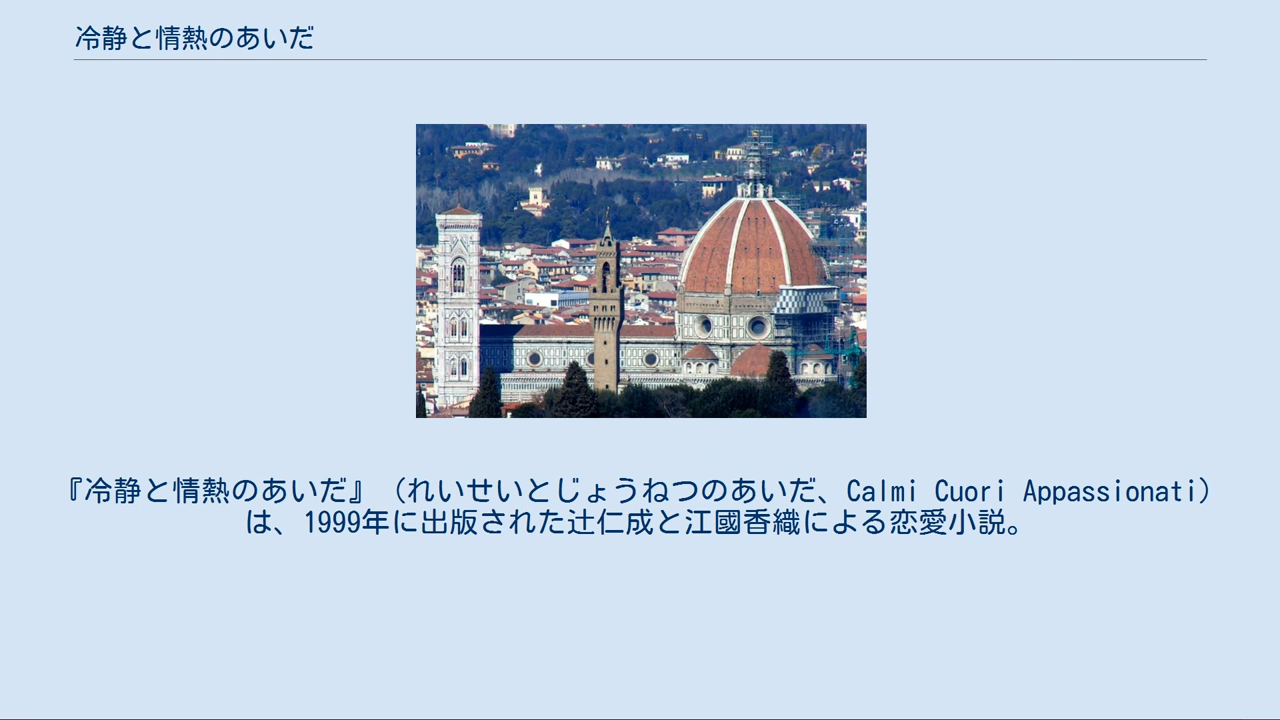 冷静と情熱のあいだ
『冷静と情熱のあいだ』（れいせいとじょうねつのあいだ、Calmi Cuori Appassionati）
は、1999年に出版された辻仁成と江國香織による恋愛小説。